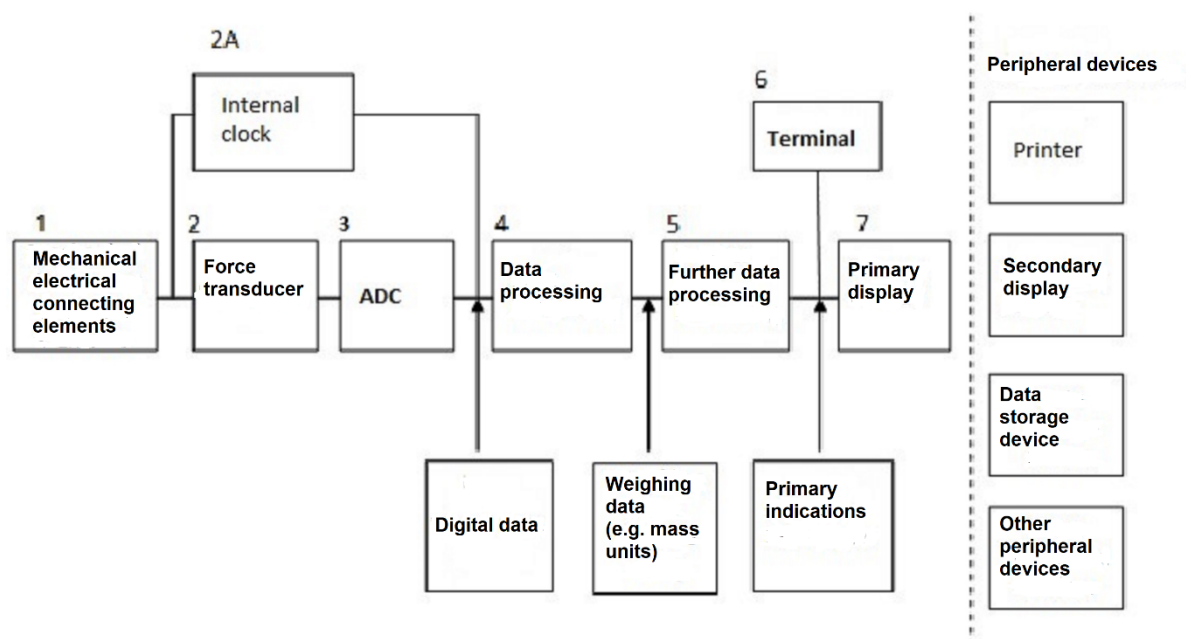 2A
Internal
clock
6
Terminal
Peripheral devices
Printer
1
Mechanical
electrical
connecting
elements
2
Force
transducer
3
ADC
4
Data
processing
5
Further data
processing
7
Primary
display
Secondary
display
Data
storage
device
Digital data
Weighing
data
(e.g. mass
units)
Primary
indications
Other
peripheral
devices